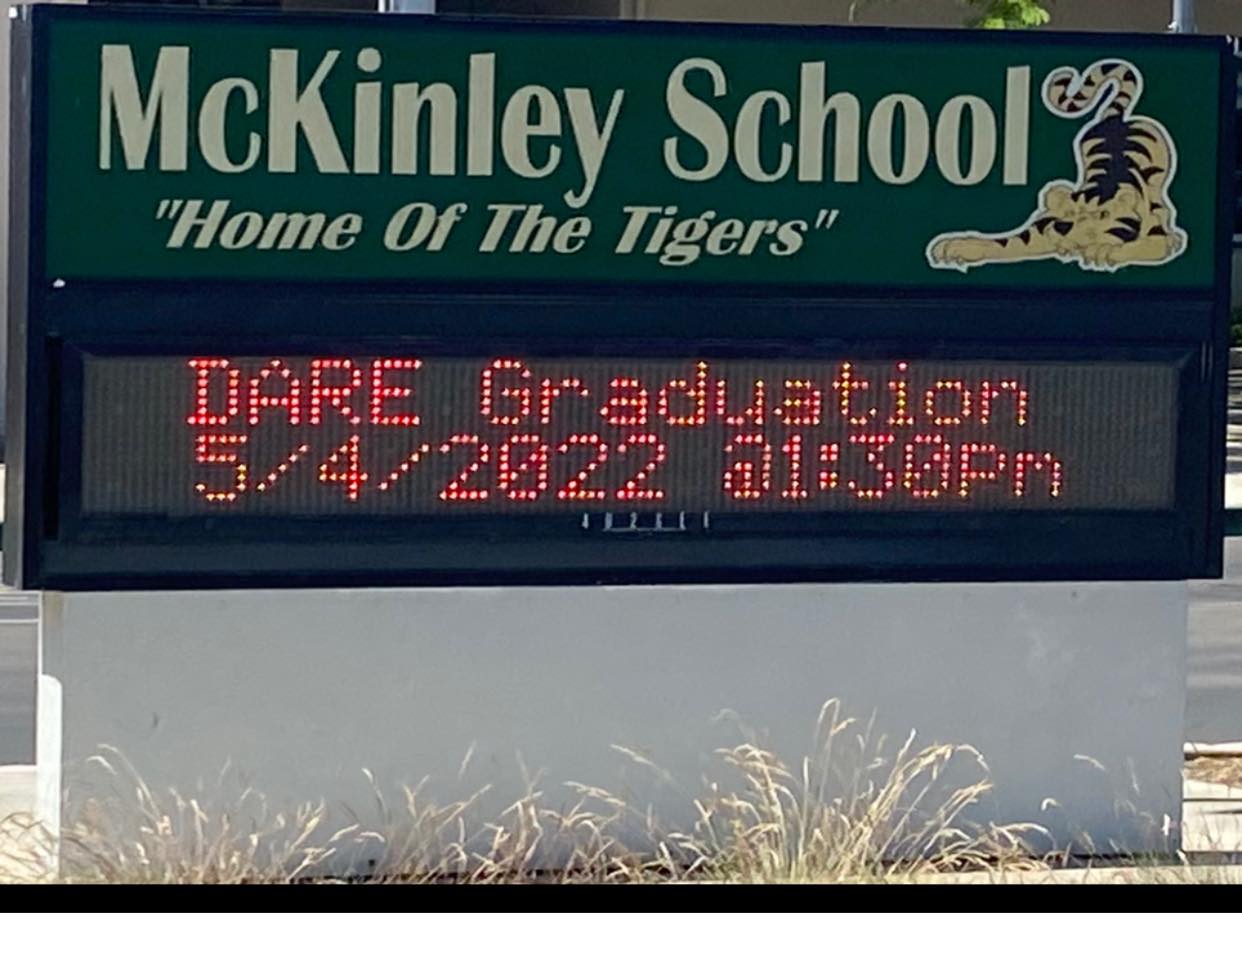 McKinley School
"Home Of The Tigers"
DARE Graduation
5/4/2022 @1:30Pm